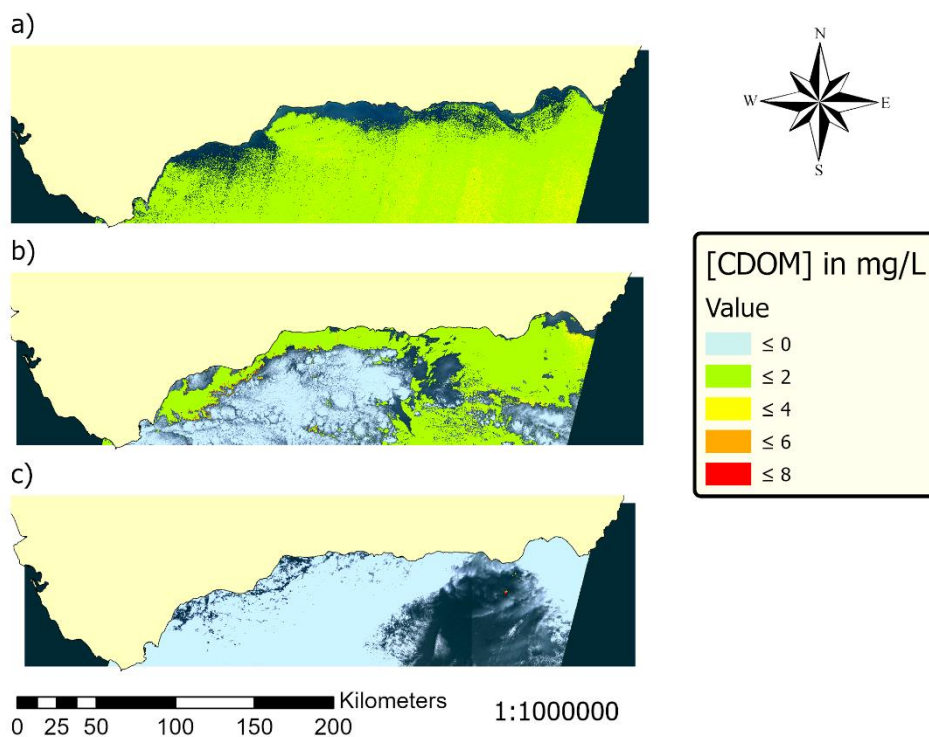 a)
N
W
E
S
b)
[CDOM] in mg/L
Value
≤ 0
≤ 2
≤ 4
≤ 6
≤ 8
c)
Kilometers
0 25 50 100 150 200
1:1000000